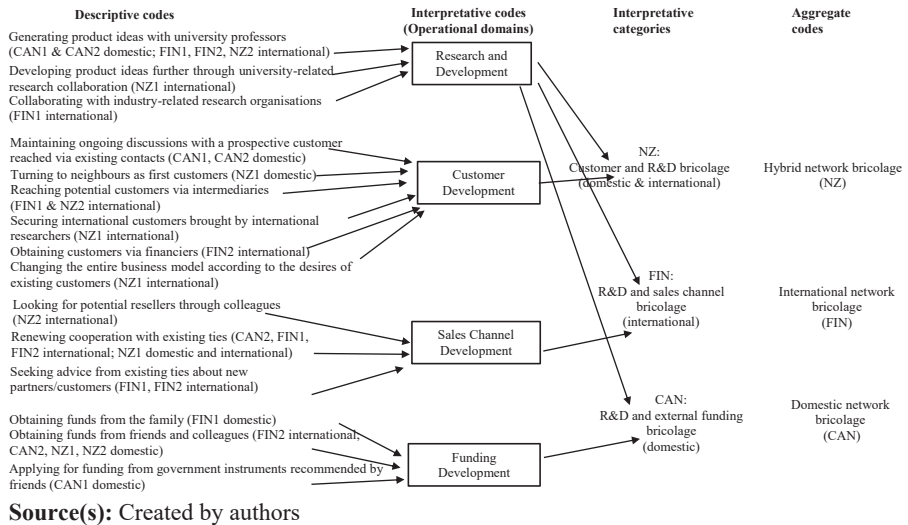 Descriptive codes
Interpretative codes
(Operational domains)
Interpretative
categories
Aggregate
codes
Generating product ideas with university professors
(CAN1 & CAN2 domestic; FIN1, FIN2, NZ2 international)
Developing product ideas further through university-related
research collaboration (NZ1 international)
Collaborating with industry-related research organisations
(FIN1 international)
Research and
Development
Maintaining ongoing discussions with a prospective customer
reached via existing contacts (CAN1, CAN2 domestic)
Turning to neighbours as first customers (NZ1 domestic)
Reaching potential customers via intermediaries
(FIN1 & NZ2 international)
Securing international customers brought by international
researchers (NZ1 international)
Obtaining customers via financiers (FIN2 international)
Changing the entire business model according to the desires of
existing customers (NZ1 international)
Customer
Development
NZ:
Customer and R&D bricolage
(domestic & international)
Hybrid network bricolage
(NZ)
Looking for potential resellers through colleagues
(NZ2 international)
Renewing cooperation with existing ties (CAN2, FIN1,
FIN2 international; NZ1 domestic and international)
Seeking advice from existing ties about new
partners/customers (FIN1, FIN2 international)
Sales Channel
Development
FIN:
R&D and sales channel
bricolage
(international)
International network
bricolage
(FIN)
Obtaining funds from the family (FIN1 domestic)
Obtaining funds from friends and colleagues (FIN2 international,
CAN2, NZ1, NZ2 domestic)
Applying for funding from government instruments recommended by
friends (CAN1 domestic)
Funding
Development
CAN:
R&D and external funding
bricolage
(domestic)
Domestic network
bricolage
(CAN)
Source(s): Created by authors